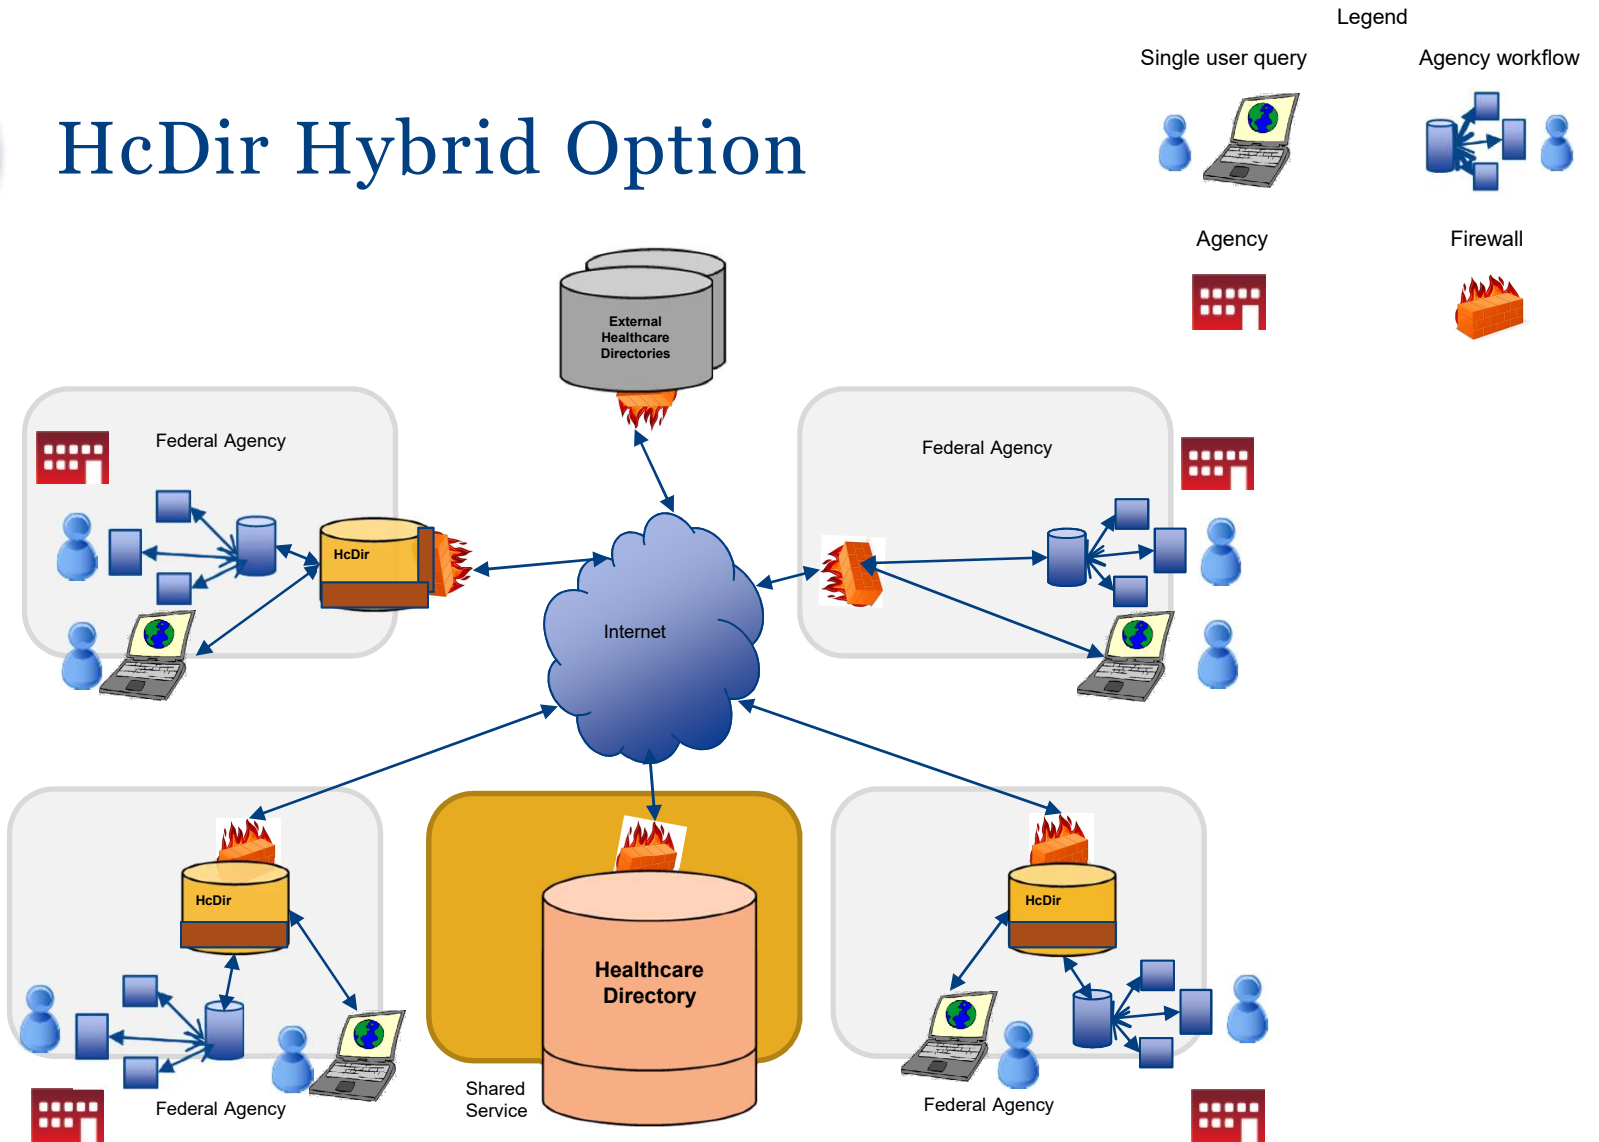 Legend
Single user query
Agency workflow
HcDir Hybrid Option
Agency
Firewall
External
Healthcare
Directories
Federal Agency
Federal Agency
HcDir
Internet
HcDir
HcDir
Healthcare
Directory
Shared
Service
Federal Agency
Federal Agency